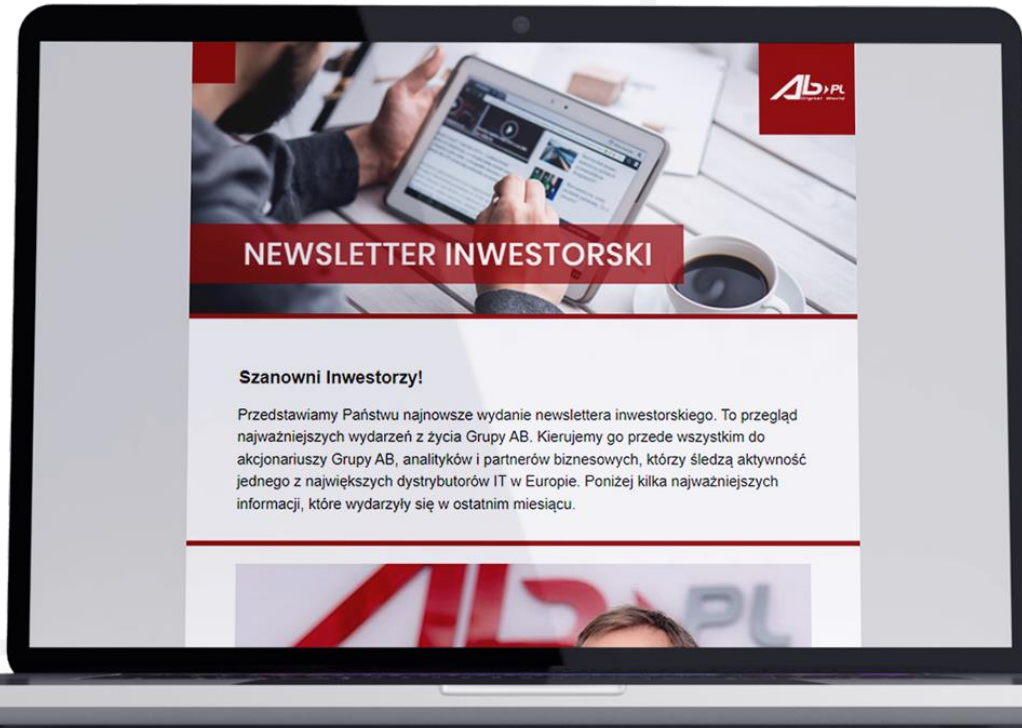 Ab PL
Digital World
NEWSLETTER INWESTORSKI
Szanowni Inwestorzy!
Przedstawiamy Państwu najnowsze wydanie newslettera inwestorskiego. To przegląd
najważniejszych wydarzeń z życia Grupy AB. Kierujemy go przede wszystkim do
akcjonariuszy Grupy AB, analityków i partnerów biznesowych, którzy śledzą aktywność
jednego z największych dystrybutorów IT w Europie. Poniżej kilka najważniejszych
informacji, które wydarzyły się w ostatnim miesiącu.
Ab PL